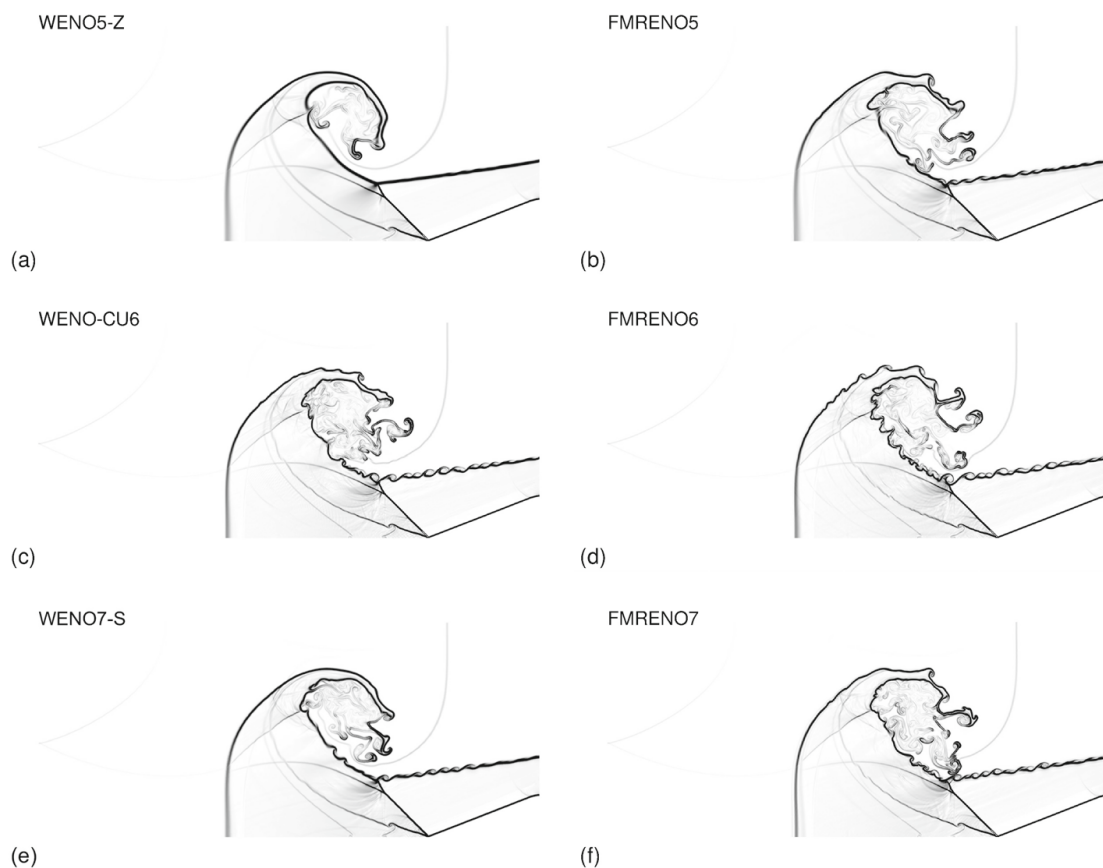 WENO5-Z
FMRENO5
(a)
(b)
WENO-CU6
FMRENO6
(c)
(d)
WENO7-S
FMRENO7
(e)
(f)